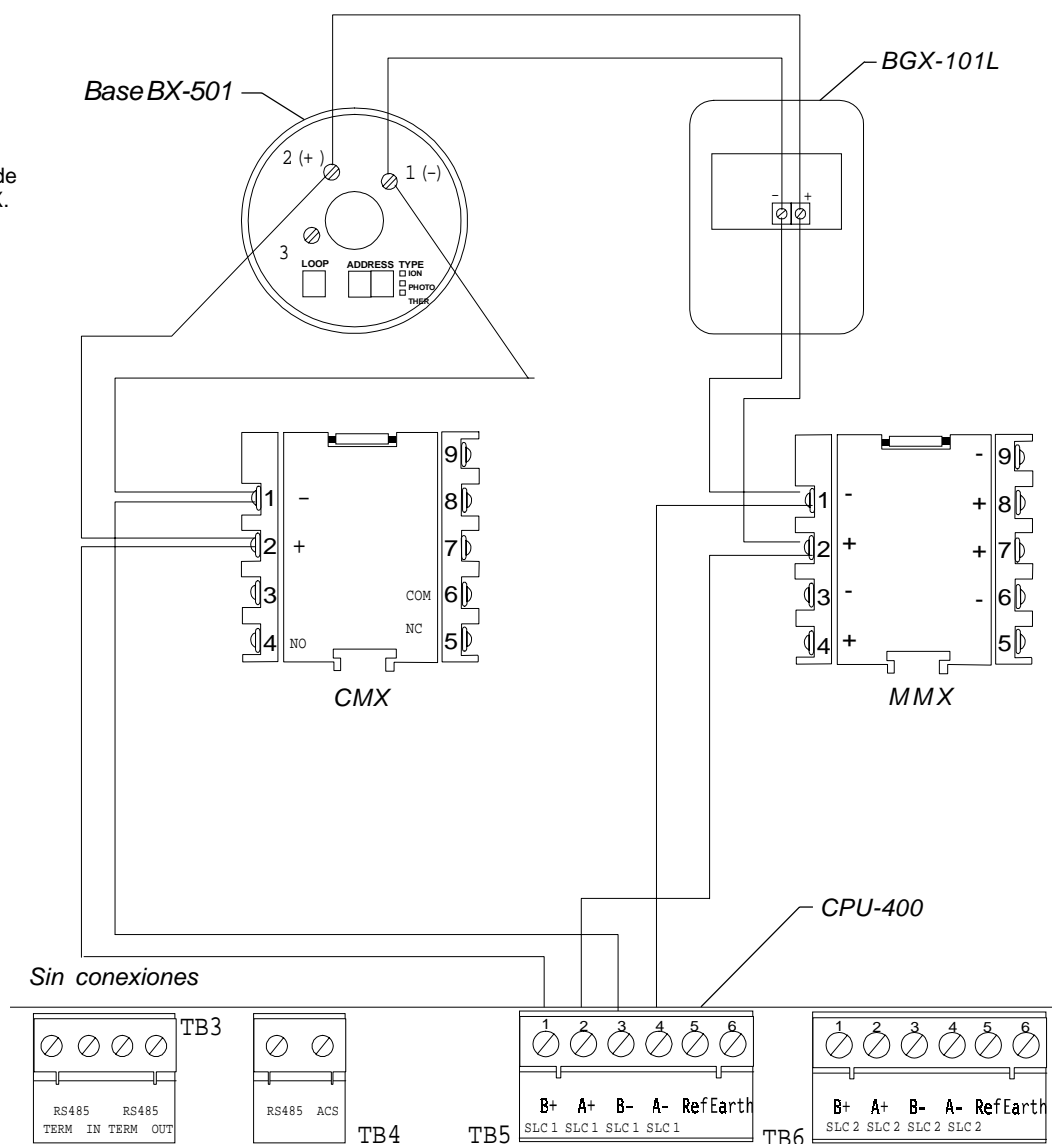 BGX-101L
Base BX-501
de
X.
2 (+)
1 (-)
3
- +
LOOP ADDRESS TYPE
ION
PHOTO
THER
9
1 - 8
2 + 7
3 COM 6
4 NO NC 5
CMX
- 9
1 - + 8
2 + + 7
3 - - 6
4 + 5
MMX
CPU-400
Sin conexiones
TB3
RS485 RS485
TERM IN TERM OUT
RS485 ACS
TB4
1 2 3 4 5 6
B+ A+ B- A- Ref Earth
SLC 1 SLC 1 SLC 1 SLC 1
TB5
1 2 3 4 5 6
B+ A+ B- A- Ref Earth
SLC 2 SLC 2 SLC 2 SLC 2
TB6